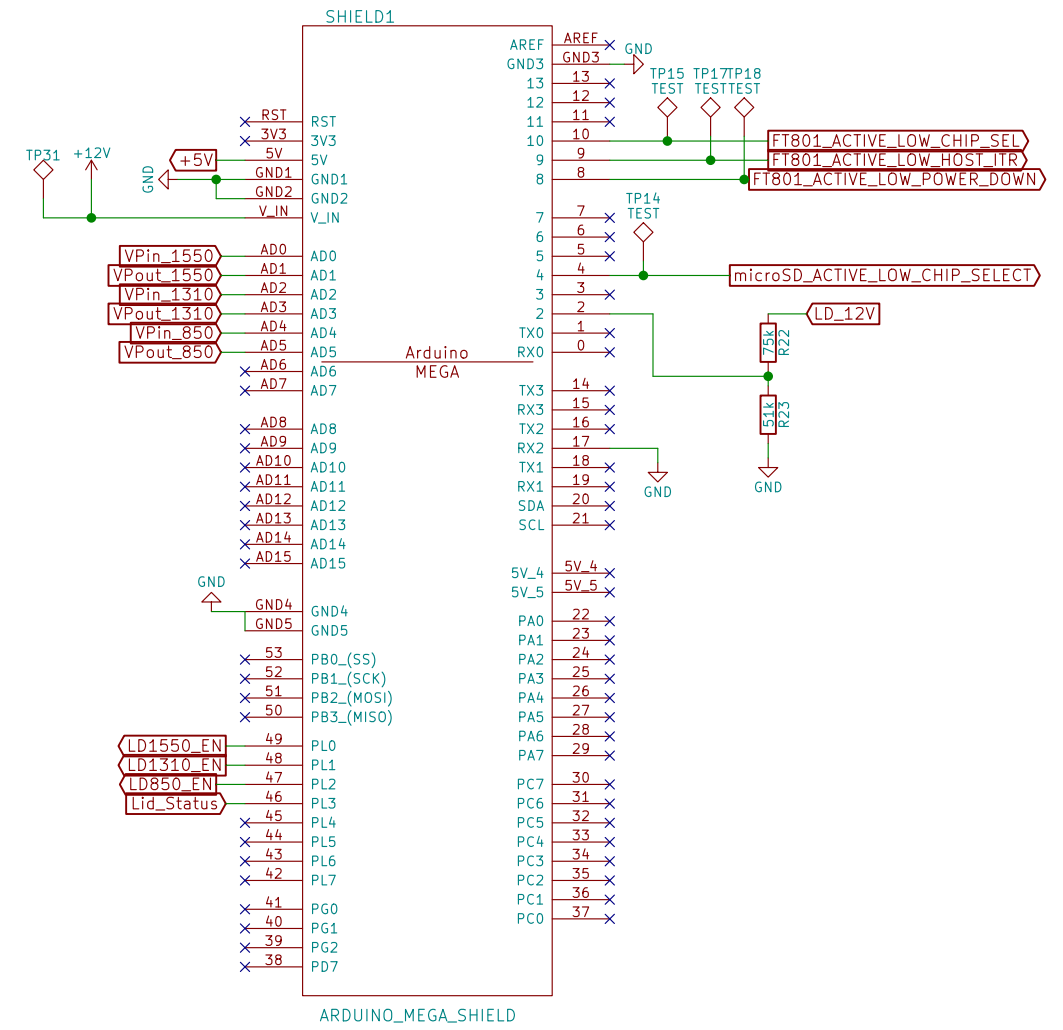 SHIELD1
AREF AREF
GND
GND3 GND3
TP15 TP17 TP18
TEST TEST TEST
13 13
12 12
RST RST 11 11
3V3 3V3 10 10 FT801_ACTIVE_LOW_CHIP_SEL
TP31 +12V +5V 5V 5V 9 9 FT801_ACTIVE_LOW_HOST_ITR
GND GND1 GND1 8 8 FT801_ACTIVE_LOW_POWER_DOWN
GND2 GND2
TP14
TEST
V_IN V_IN 7 7
6 6
VPin_1550 AD0 AD0 5 5
VPout_1550 AD1 AD1 4 4 microSD_ACTIVE_LOW_CHIP_SELECT
VPin_1310 AD2 AD2 3 3
VPout_1310 AD3 AD3 2 2 LD_12V
VPin_850 AD4 AD4 TX0 1 75k R22
VPout_850 AD5 AD5 RX0 0
Arduino
MEGA
AD6 AD6
AD7 AD7 TX3 14
RX3 15 51k R23
AD8 AD8 TX2 16
AD9 AD9 RX2 17
AD10 AD10 TX1 18
AD11 AD11 RX1 19 GND GND
AD12 AD12 SDA 20
AD13 AD13 SCL 21
AD14 AD14
AD15 AD15 5V_4 5V_4
GND 5V_5 5V_5
GND4 GND4 PA0 22
GND5 GND5 PA1 23
53 PB0_(SS) PA2 24
52 PB1_(SCK) PA3 25
51 PB2_(MOSI) PA4 26
50 PB3_(MISO) PA5 27
PA6 28
LD1550_EN 49 PL0 PA7 29
LD1310_EN 48 PL1
LD850_EN 47 PL2 PC7 30
Lid_Status 46 PL3 PC6 31
45 PL4 PC5 32
44 PL5 PC4 33
43 PL6 PC3 34
42 PL7 PC2 35
41 PG0 PC1 36
40 PG1 PC0 37
39 PG2
38 PD7
ARDUINO_MEGA_SHIELD